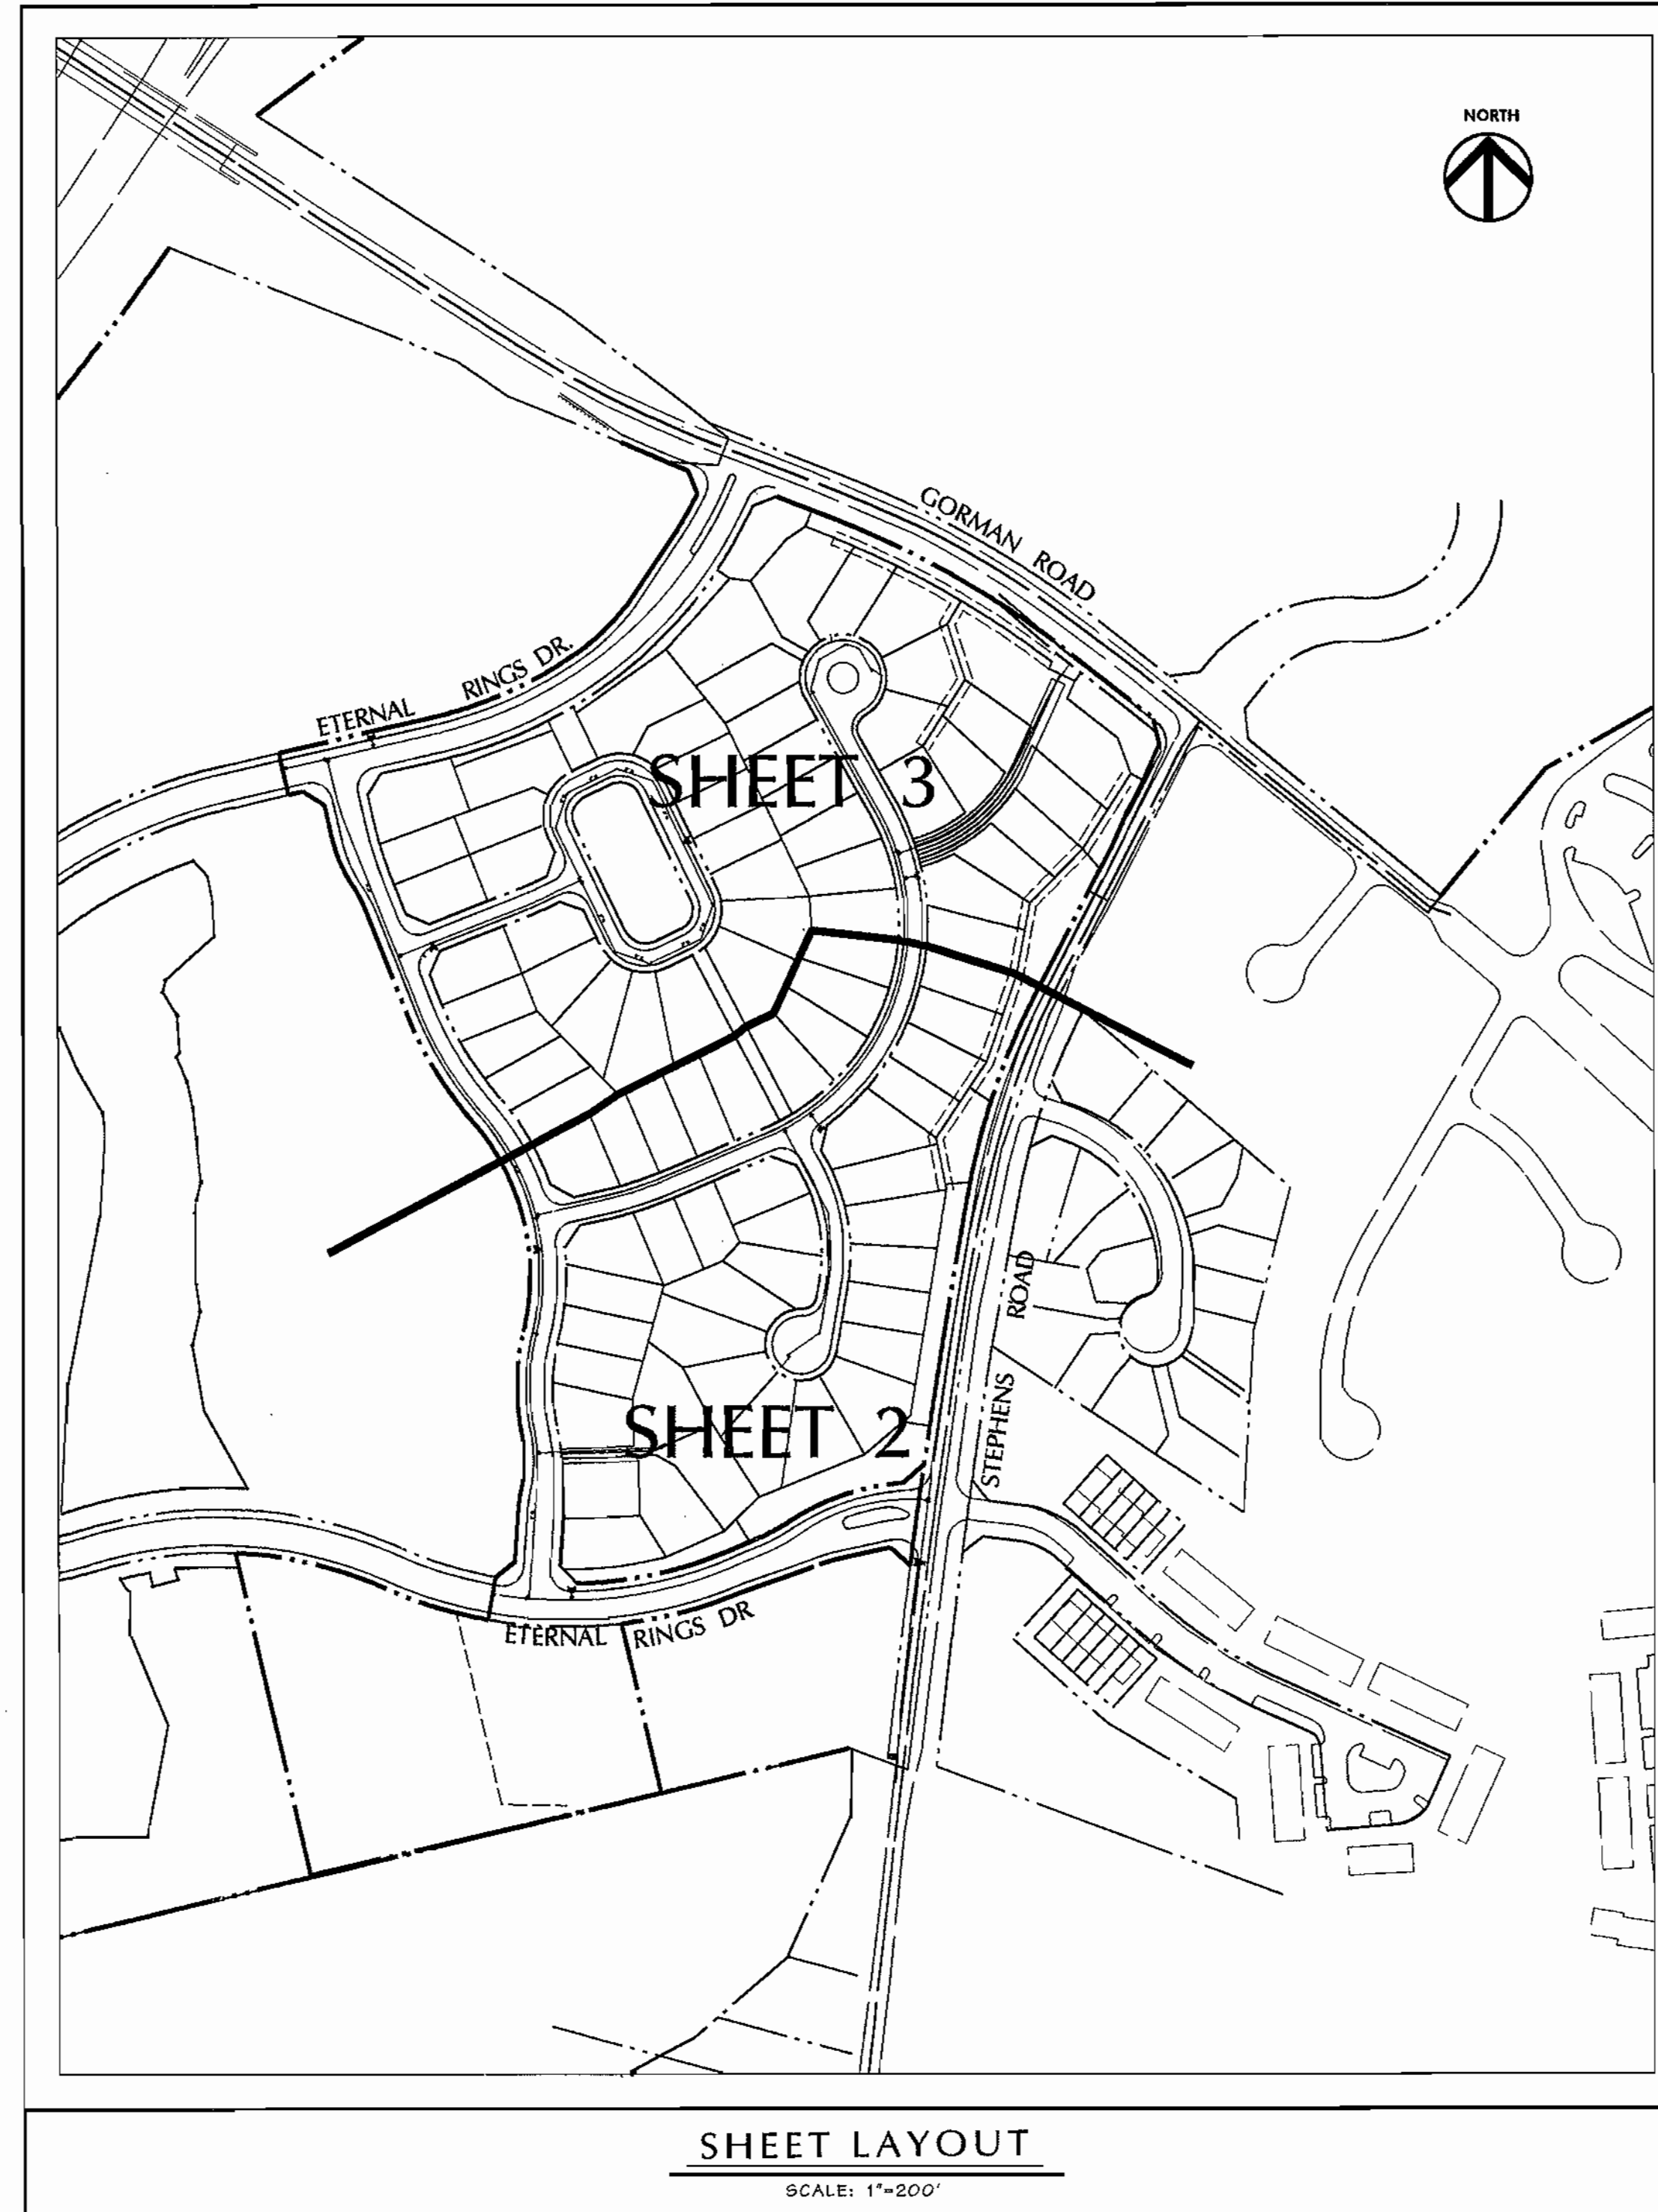 NORTH
GORMAN ROAD
ETERNAL RINGS DR.
SHEET 3
STEPHENS ROAD
SHEET 2
ETERNAL RINGS DR
SHEET LAYOUT
SCALE: 1"=200'